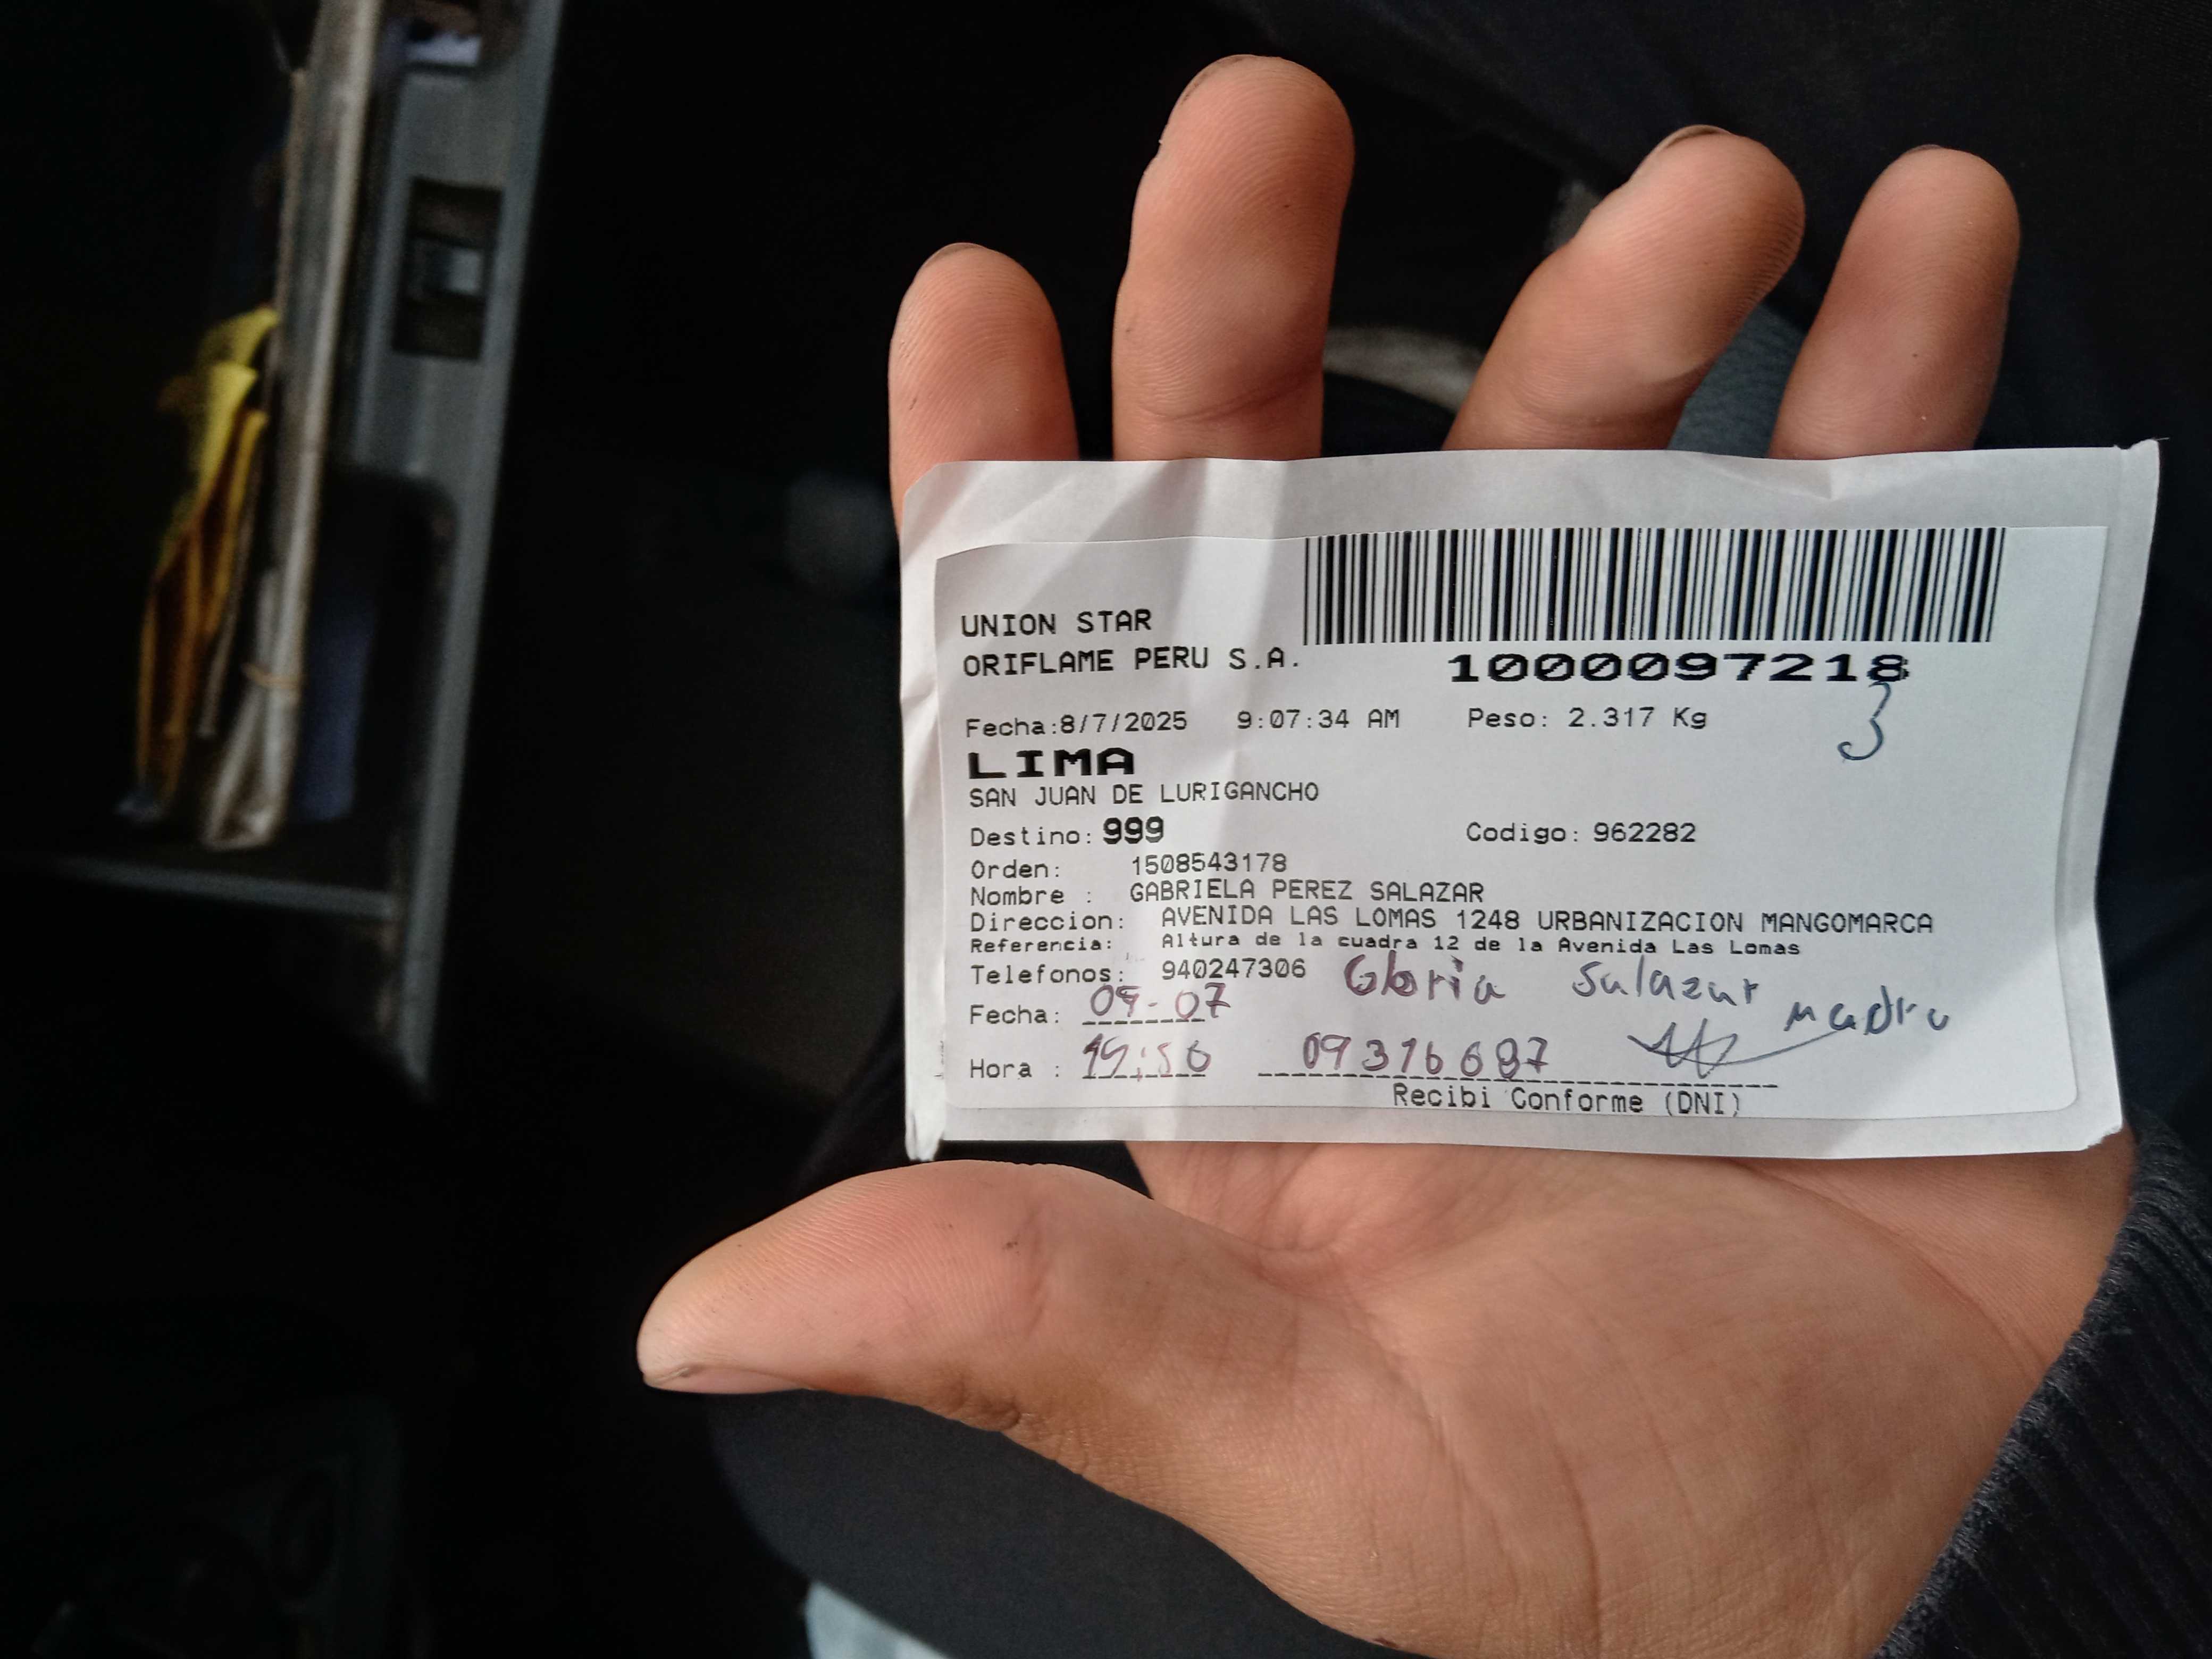 UNION STAR
ORIFLAME PERU S.A.
1000097218
3
Fecha:8/7/2025 9:07:34 AM Peso: 2.317 Kg
LIMA
SAN JUAN DE LURIGANCHO
Destino: 999 Codigo: 962282
Orden: 1508543178
Nombre : GABRIELA PEREZ SALAZAR
Direccion: AVENIDA LAS LOMAS 1248 URBANIZACION MANGOMARCA
Referencia: Altura de la cuadra 12 de la Avenida Las Lomas
Telefonos: 940247306 Gloria Salazar
Fecha: 09-07 madre
Hora : 09316687
Recibi Conforme (DNI)